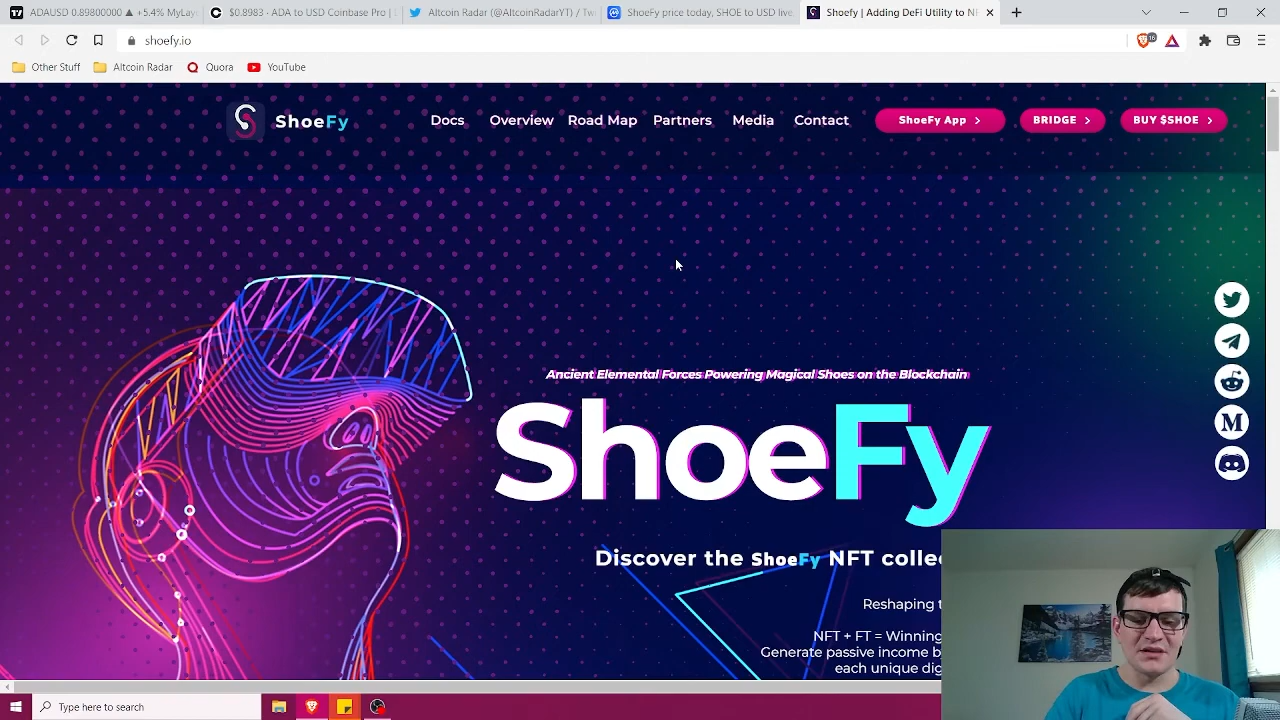 ADAUSD 0.89800000 ▲ +5.4% MyLay
$0.8983 - ADA to USD Coinbase Pro |
Altcoin Radar (@AltcoinRadarYT) / Tw
ShoeFy price today, SHOE to USD live
Shoefy | Adding DeFi Utility to NF
shoefy.io
16
Other Stuff
Altcoin Radar
Quora
YouTube
ShoeFy
Docs
Overview
Road Map
Partners
Media
Contact
ShoeFy App >
BRIDGE >
BUY $SHOE >
Ancient Elemental Forces Powering Magical Shoes on the Blockchain
ShoeFy
Discover the ShoeFy NFT collec
Reshaping t
NFT + FT = Winning
Generate passive income b
each unique dig
Type here to search